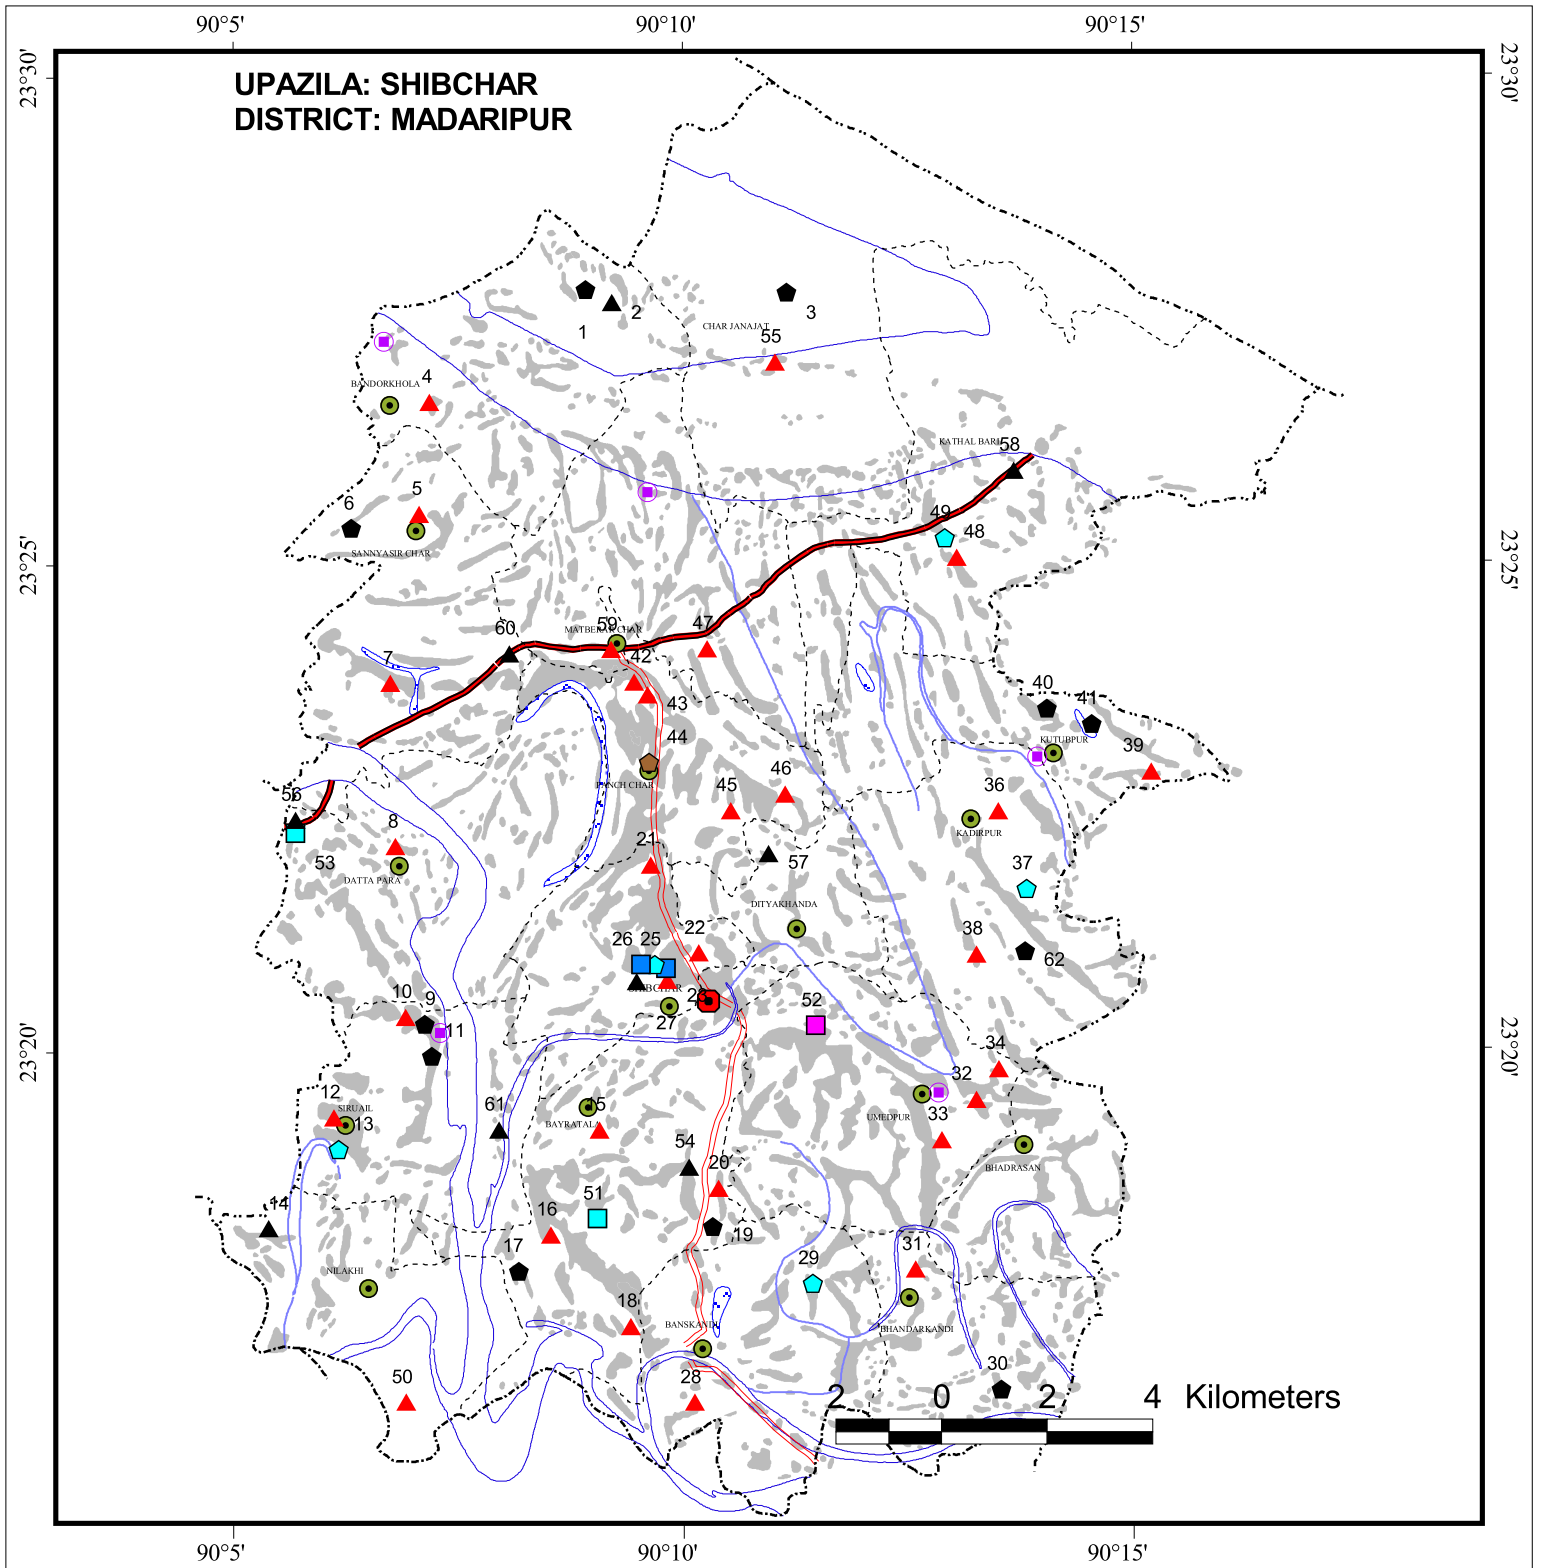 90°5' 90°10' 90°15'
23°30' 23°30'
UPAZILA: SHIBCHAR
DISTRICT: MADARIPUR
1 2 3
CHAR JANAJAT
55
BANDORKHOLA 4
KATHAL BARI 58
6 5
SANNYASIR CHAR
49 48
23°25' 23°25'
60 MATBERAR CHAR 59 47
7 42
43
40 41
44 KUTUBPUR 39
PANCH CHAR
45 46 36
56 8 KADIRPUR
53 21 57 37
DATTA PARA
DITYAKHANDA
26 25 22 38 62
SHIBCHAR
10 9 23 52
11 27
23°20' 23°20'
34
32
12 SIRUAIL 61 15 UMEDPUR 33
13 BAYRATALA
54 BHADRASAN
20
14 16 51
17 19 29 31
NILAKHI
18 BANSKANDI BHANDARKANDI
50 28 30
2 0 2 4 Kilometers
90°5' 90°10' 90°15'